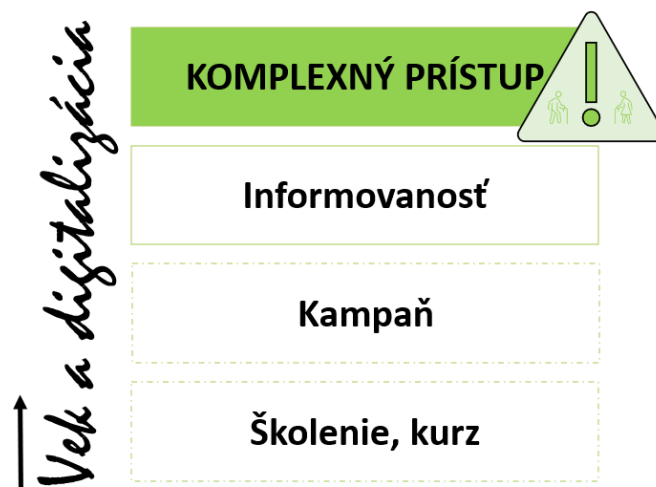 Vek a digitalizácia
KOMPLEXNÝ PRÍSTUP
!
Informovanosť
Kampaň
Školenie, kurz